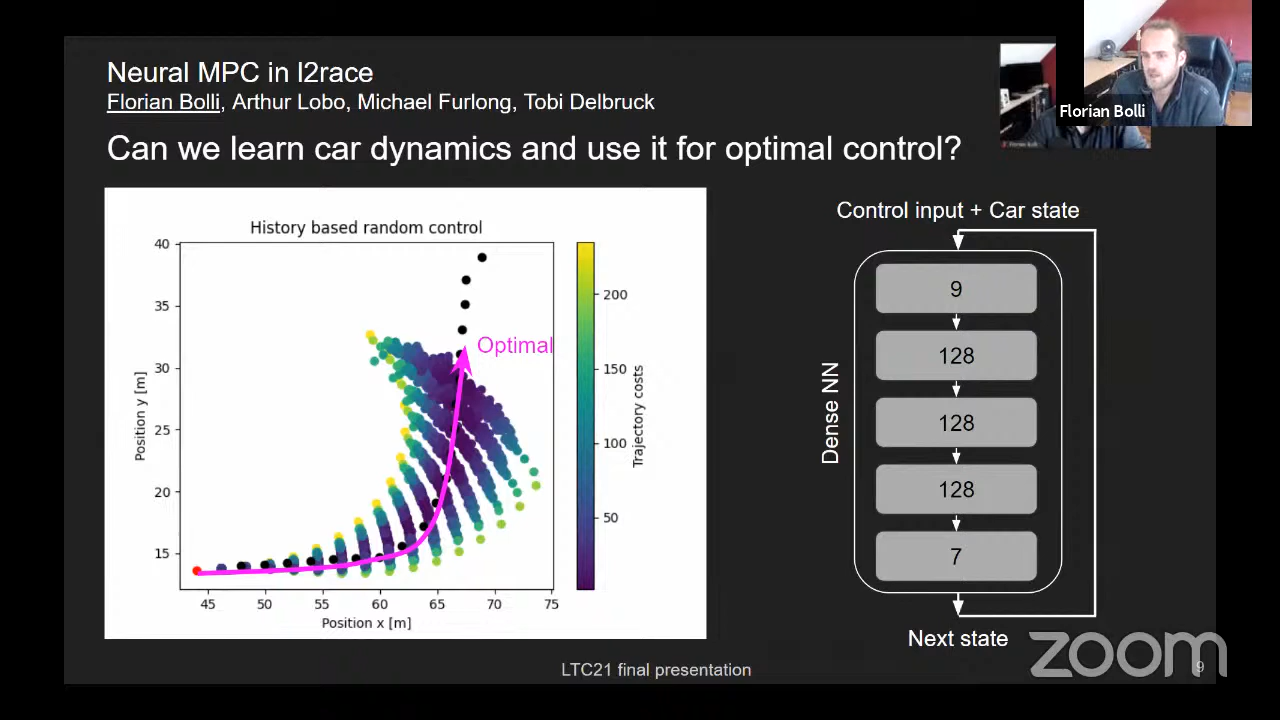 Neural MPC in l2race
Florian Bolli, Arthur Lobo, Michael Furlong, Tobi Delbruck
Can we learn car dynamics and use it for optimal control?
Florian Bolli
History based random control
40
35
30
25
20
15
Position y [m]
45 50 55 60 65 70 75
Position x [m]
Optimal
200
150
100
50
Trajectory costs
Control input + Car state
Dense NN
9
128
128
128
7
Next state
LTC21 final presentation
zoom
9